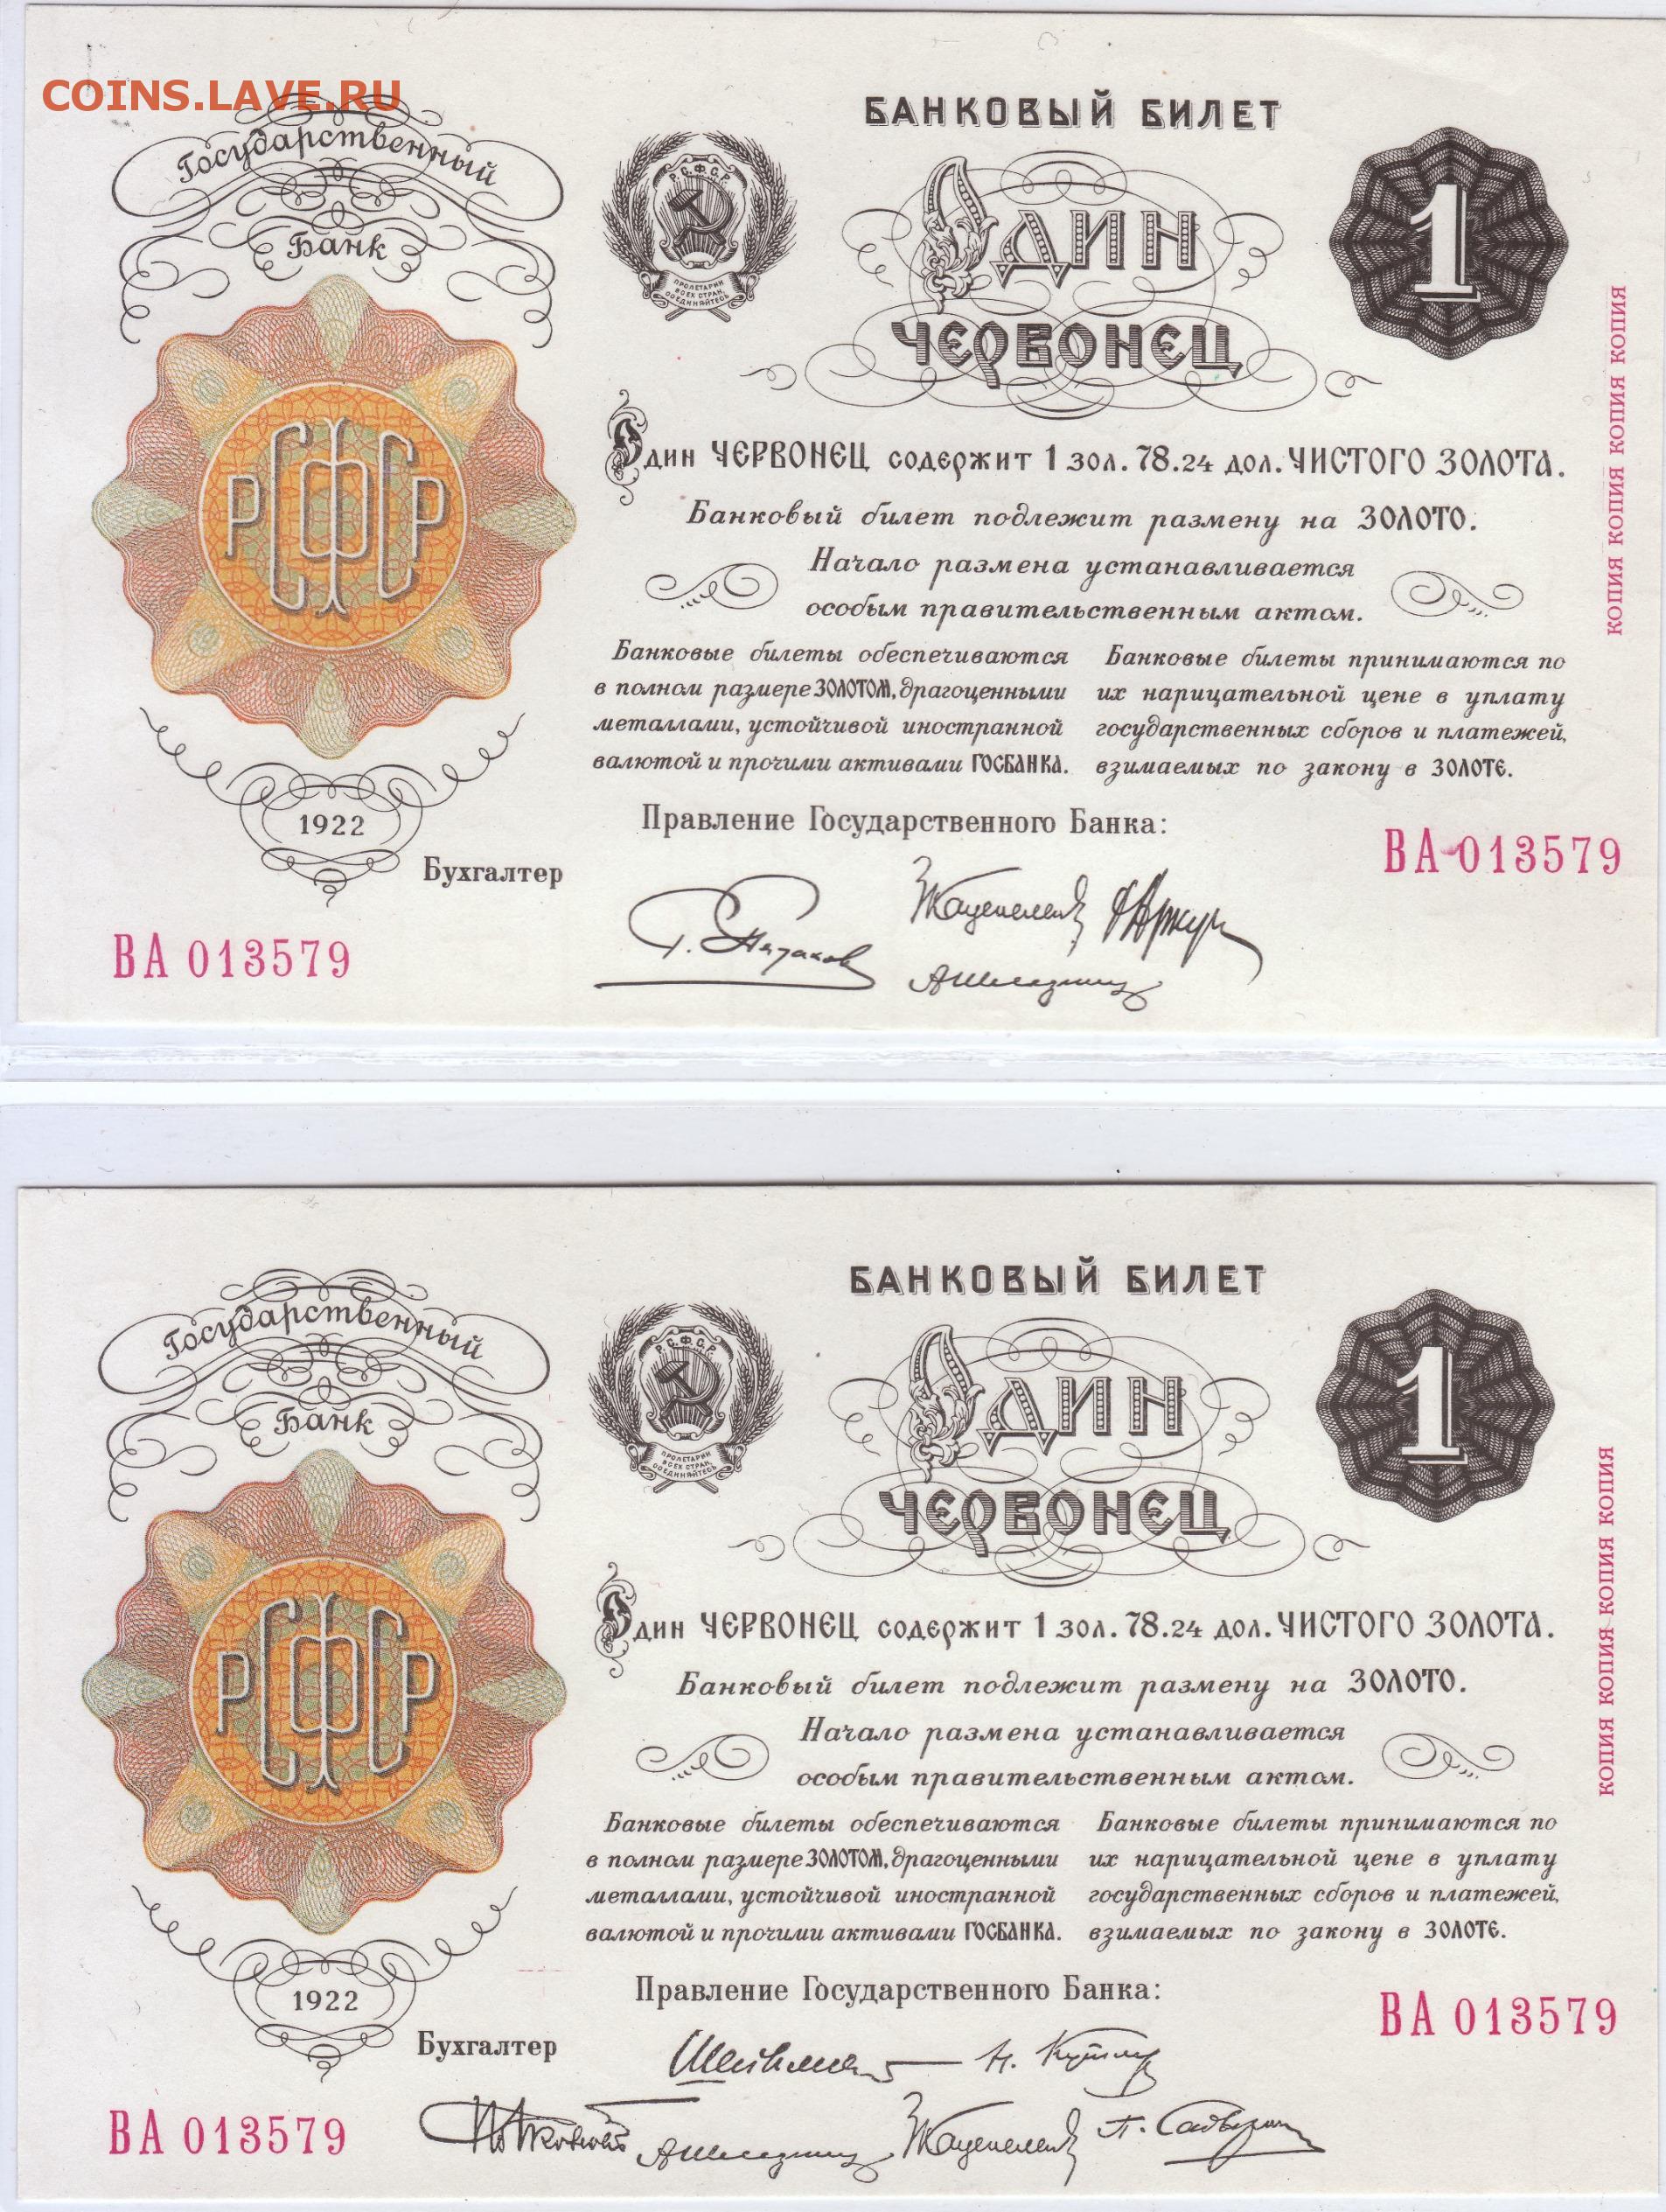 COINS.LAVE.RU
Государственный
Банк
РСФСР
1922
Бухгалтер
ВА 013579
БАНКОВЫЙ БИЛЕТ
Р.С.Ф.С.Р.
ПРОЛЕТАРИИ
ВСЕХ СТРАН,
СОЕДИНЯЙТЕСЬ
ОДИН
ЧЕРВОНЕЦ
1
Один ЧЕРВОНЕЦ содержит 1 зол. 78.24 дол. ЧИСТОГО ЗОЛОТА.
Банковый билет подлежит размену на ЗОЛОТО.
Начало размена устанавливается
особым правительственным актом.
Банковые билеты обеспечиваются
в полном размере ЗОЛОТОМ, драгоценными
металлами, устойчивой иностранной
валютой и прочими активами ГОСБАНКА.
Банковые билеты принимаются по
их нарицательной цене в уплату
государственных сборов и платежей,
взимаемых по закону в ЗОЛОТЕ.
Правление Государственного Банка:
ВА 013579
КОПИЯ КОПИЯ КОПИЯ КОПИЯ
Государственный
Банк
РСФСР
1922
Бухгалтер
ВА 013579
БАНКОВЫЙ БИЛЕТ
Р.С.Ф.С.Р.
ПРОЛЕТАРИИ
ВСЕХ СТРАН,
СОЕДИНЯЙТЕСЬ
ОДИН
ЧЕРВОНЕЦ
1
Один ЧЕРВОНЕЦ содержит 1 зол. 78.24 дол. ЧИСТОГО ЗОЛОТА.
Банковый билет подлежит размену на ЗОЛОТО.
Начало размена устанавливается
особым правительственным актом.
Банковые билеты обеспечиваются
в полном размере ЗОЛОТОМ, драгоценными
металлами, устойчивой иностранной
валютой и прочими активами ГОСБАНКА.
Банковые билеты принимаются по
их нарицательной цене в уплату
государственных сборов и платежей,
взимаемых по закону в ЗОЛОТЕ.
Правление Государственного Банка:
ВА 013579
КОПИЯ КОПИЯ КОПИЯ КОПИЯ